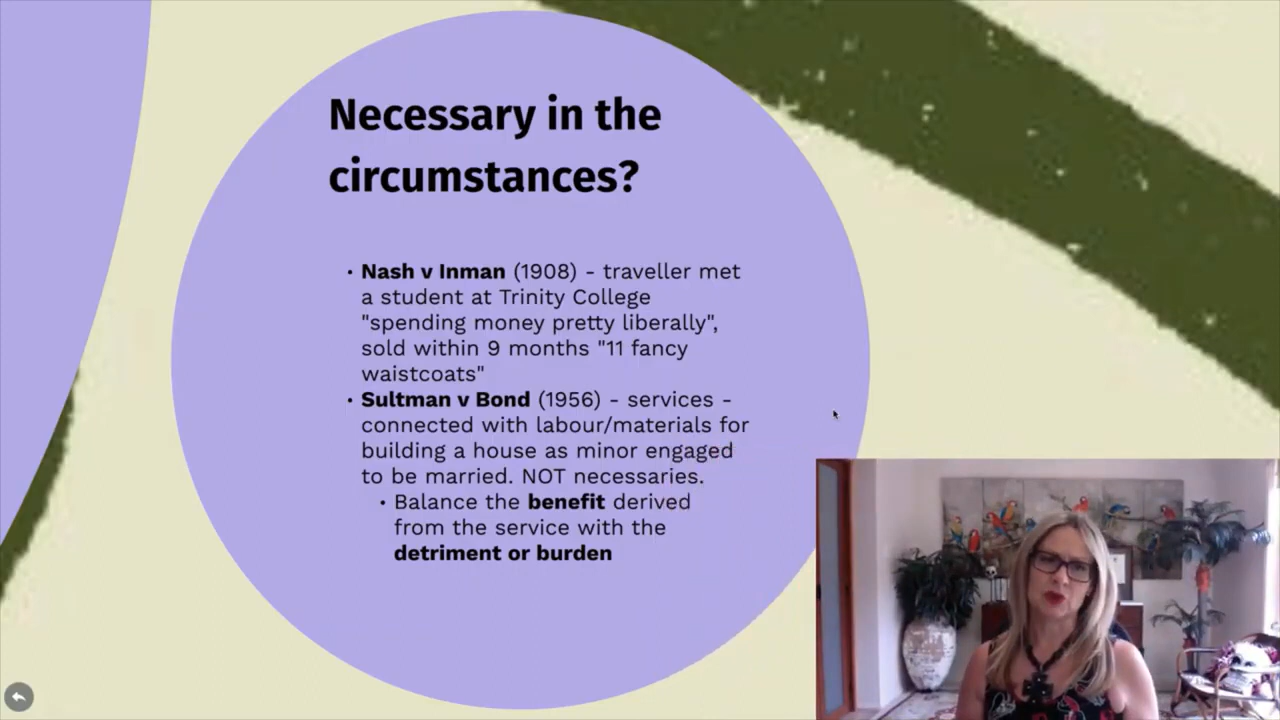 Necessary in the
circumstances?
• Nash v Inman (1908) - traveller met
a student at Trinity College
"spending money pretty liberally",
sold within 9 months "11 fancy
waistcoats"
• Sultman v Bond (1956) - services -
connected with labour/materials for
building a house as minor engaged
to be married. NOT necessaries.
• Balance the benefit derived
from the service with the
detriment or burden